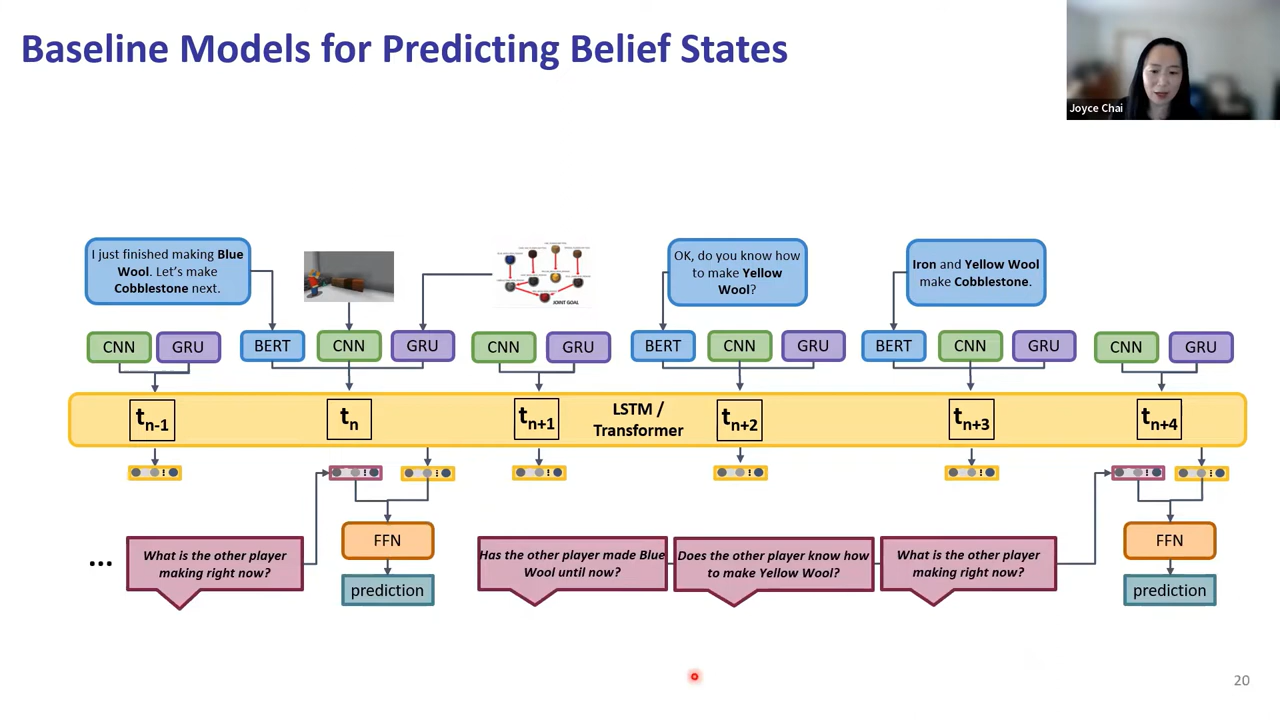 Baseline Models for Predicting Belief States
Joyce Chai
I just finished making Blue
Wool. Let's make
Cobblestone next.
JOINT GOAL
OK, do you know how
to make Yellow
Wool?
Iron and Yellow Wool
make Cobblestone.
CNN GRU BERT CNN GRU CNN GRU BERT CNN GRU BERT CNN GRU CNN GRU
LSTM /
Transformer
tn-1 tn tn+1 tn+2 tn+3 tn+4
...
What is the other player
making right now?
FFN
prediction
Has the other player made Blue
Wool until now?
Does the other player know how
to make Yellow Wool?
What is the other player
making right now?
FFN
prediction
20